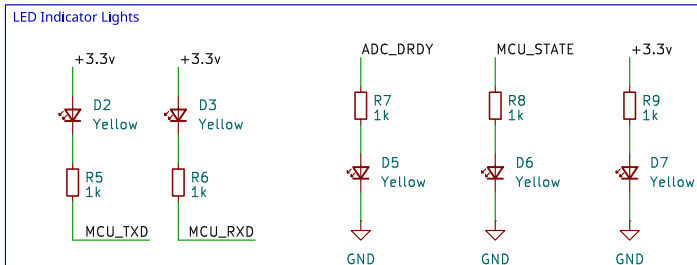 LED Indicator Lights
+3.3v
+3.3v
ADC_DRDY
MCU_STATE
+3.3v
D2
Yellow
D3
Yellow
R7
1k
R8
1k
R9
1k
R5
1k
R6
1k
D5
Yellow
D6
Yellow
D7
Yellow
MCU_TXD
MCU_RXD
GND
GND
GND